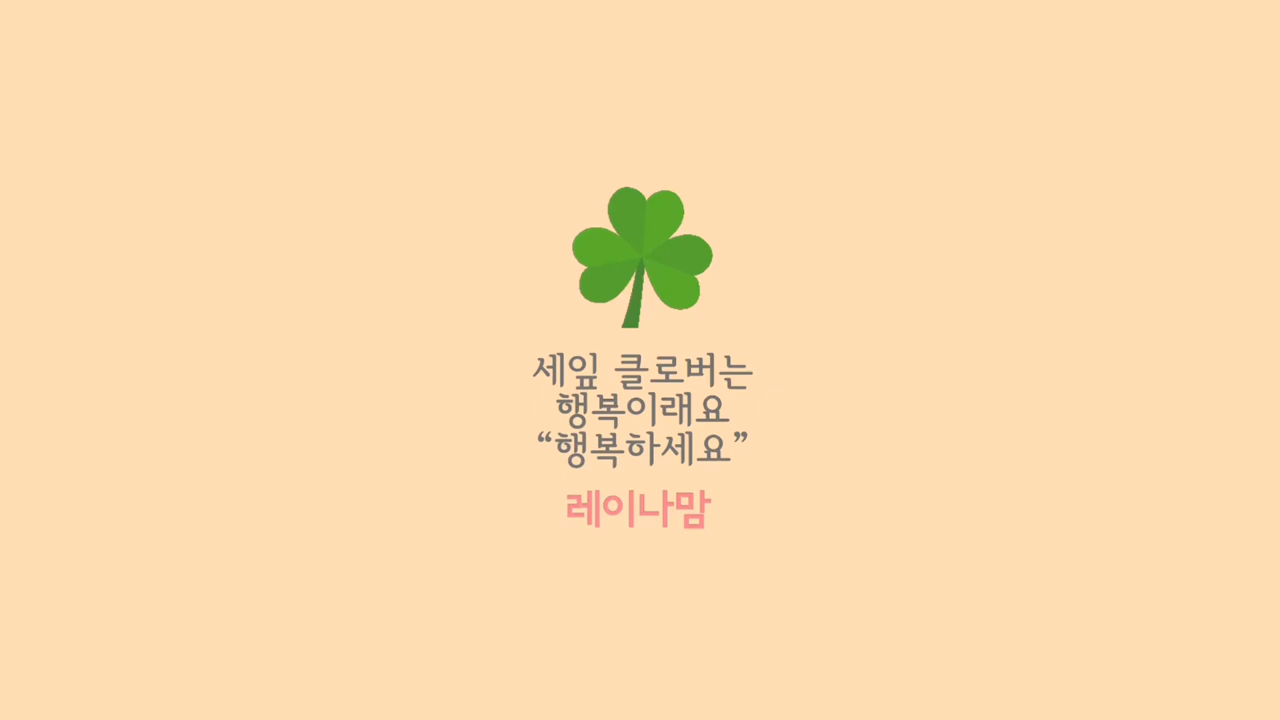 세잎 클로버는
행복이래요
“행복하세요”
레이나맘